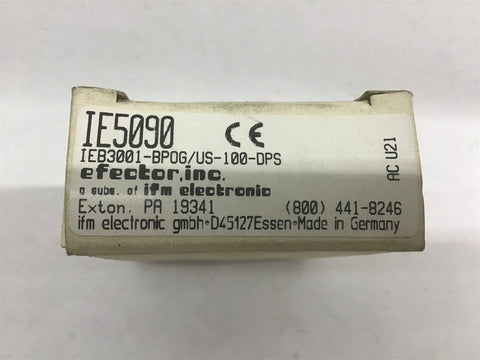 IE5090 CE
IEB3001-BPOG/US-100-DPS
efector,inc.
a subs. of ifm electronic
Exton, PA 19341 (800) 441-8246
ifm electronic gmbh•D45127Essen•Made in Germany
AC U21